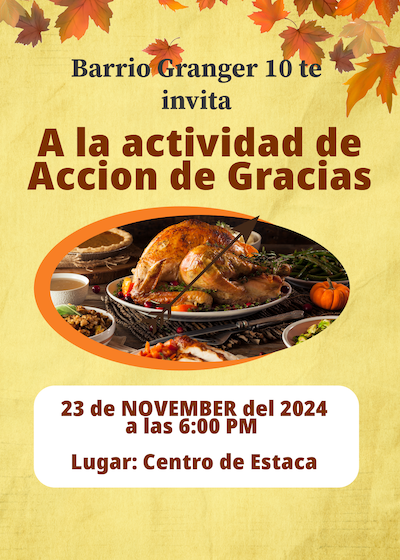 Barrio Granger 10 te
invita
A la actividad de
Accion de Gracias
23 de NOVEMBER del 2024
a las 6:00 PM
Lugar: Centro de Estaca